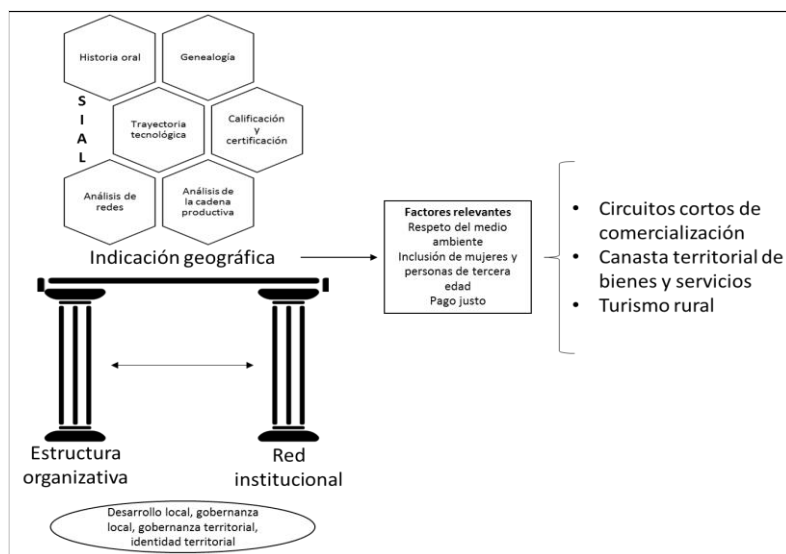 Historia oral
Genealogía
S
I
A
L
Trayectoria
tecnológica
Calificación
y
certificación
Análisis de
redes
Análisis de
la cadena
productiva
Indicación geográfica
Factores relevantes
Respeto del medio
ambiente
Inclusión de mujeres y
personas de tercera
edad
Pago justo
• Circuitos cortos de
comercialización
• Canasta territorial de
bienes y servicios
• Turismo rural
Estructura
organizativa
Red
institucional
Desarrollo local, gobernanza
local, gobernanza territorial,
identidad territorial